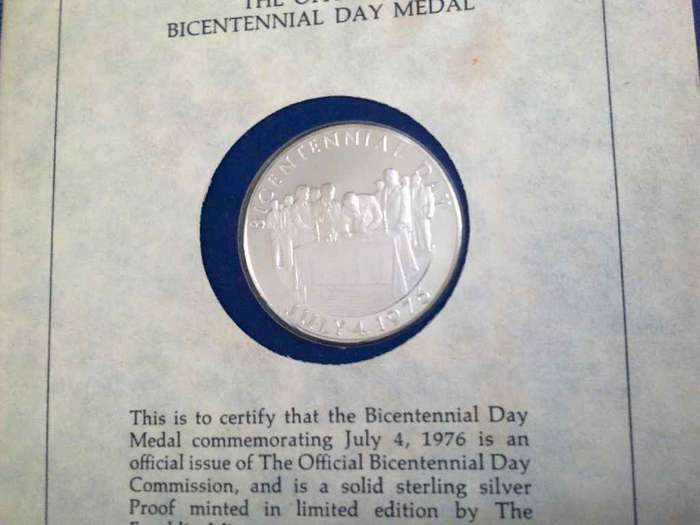 THE
BICENTENNIAL DAY MEDAL
BICENTENNIAL DAY
JULY 4, 1976
This is to certify that the Bicentennial Day
Medal commemorating July 4, 1976 is an
official issue of The Official Bicentennial Day
Commission, and is a solid sterling silver
Proof minted in limited edition by The